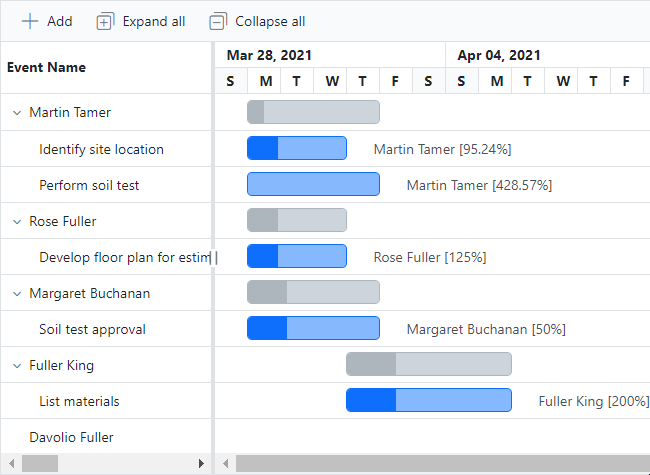 Add Expand all Collapse all
Event Name
Mar 28, 2021 Apr 04, 2021
S M T W T F S S M T W T F
Martin Tamer
Identify site location Martin Tamer [95.24%]
Perform soil test Martin Tamer [428.57%]
Rose Fuller
Develop floor plan for estim Rose Fuller [125%]
Margaret Buchanan
Soil test approval Margaret Buchanan [50%]
Fuller King
List materials Fuller King [200%]
Davolio Fuller